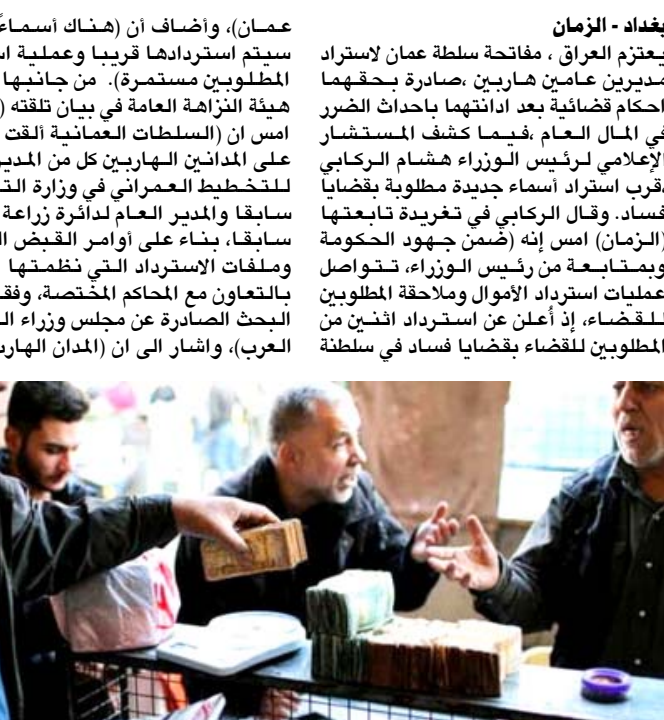 بغداد - الزمان
يعتزم العراق ، مفاتحة سلطة عمان لاستراد
مديرين عامين هاربين ،صادرة بحقهما
احكام قضائية بعد ادانتهما باحداث الضرر
في المال العام ،فيما كشف المستشار
الإعلامي لرئيس الوزراء هشام الركابي
،قرب استراد أسماء جديدة مطلوبة بقضايا
فساد. وقال الركابي في تغريدة تابعتها
(الزمان) امس إنه (ضمن جهود الحكومة
وبمتابعة من رئيس الوزراء، تتواصل
عمليات استرداد الأموال وملاحقة المطلوبين
للقضاء، إذ أُعلن عن استرداد اثنين من
المطلوبين للقضاء بقضايا فساد في سلطنة
عمان)، وأضاف أن (هناك أسماءً
سيتم استردادها قريبا وعملية
المطلوبين مستمرة). من جانبها
هيئة النزاهة العامة في بيان تلقته (
امس ان (السلطات العمانية ألقت
على المدانين الهاربين كل من المدير
للتخطيط العمراني في وزارة
سابقا والمدير العام لدائرة زراعة
سابقا، بناء على أوامر القبض
وملفات الاسترداد التي نظمتها
بالتعاون مع المحاكم المختصة، وفق
البحث الصادرة عن مجلس وزراء
العرب)، واشار الى ان (المدان الهارب